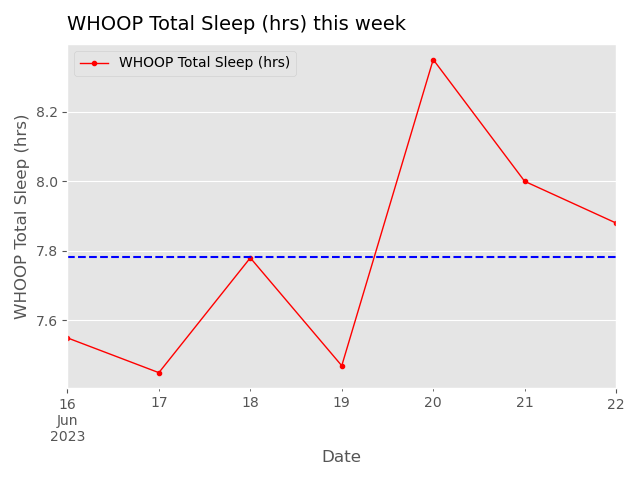 WHOOP Total Sleep (hrs) this week
WHOOP Total Sleep (hrs)
WHOOP Total Sleep (hrs)
8.2
8.0
7.8
7.6
16 17 18 19 20 21 22
Jun
2023
Date